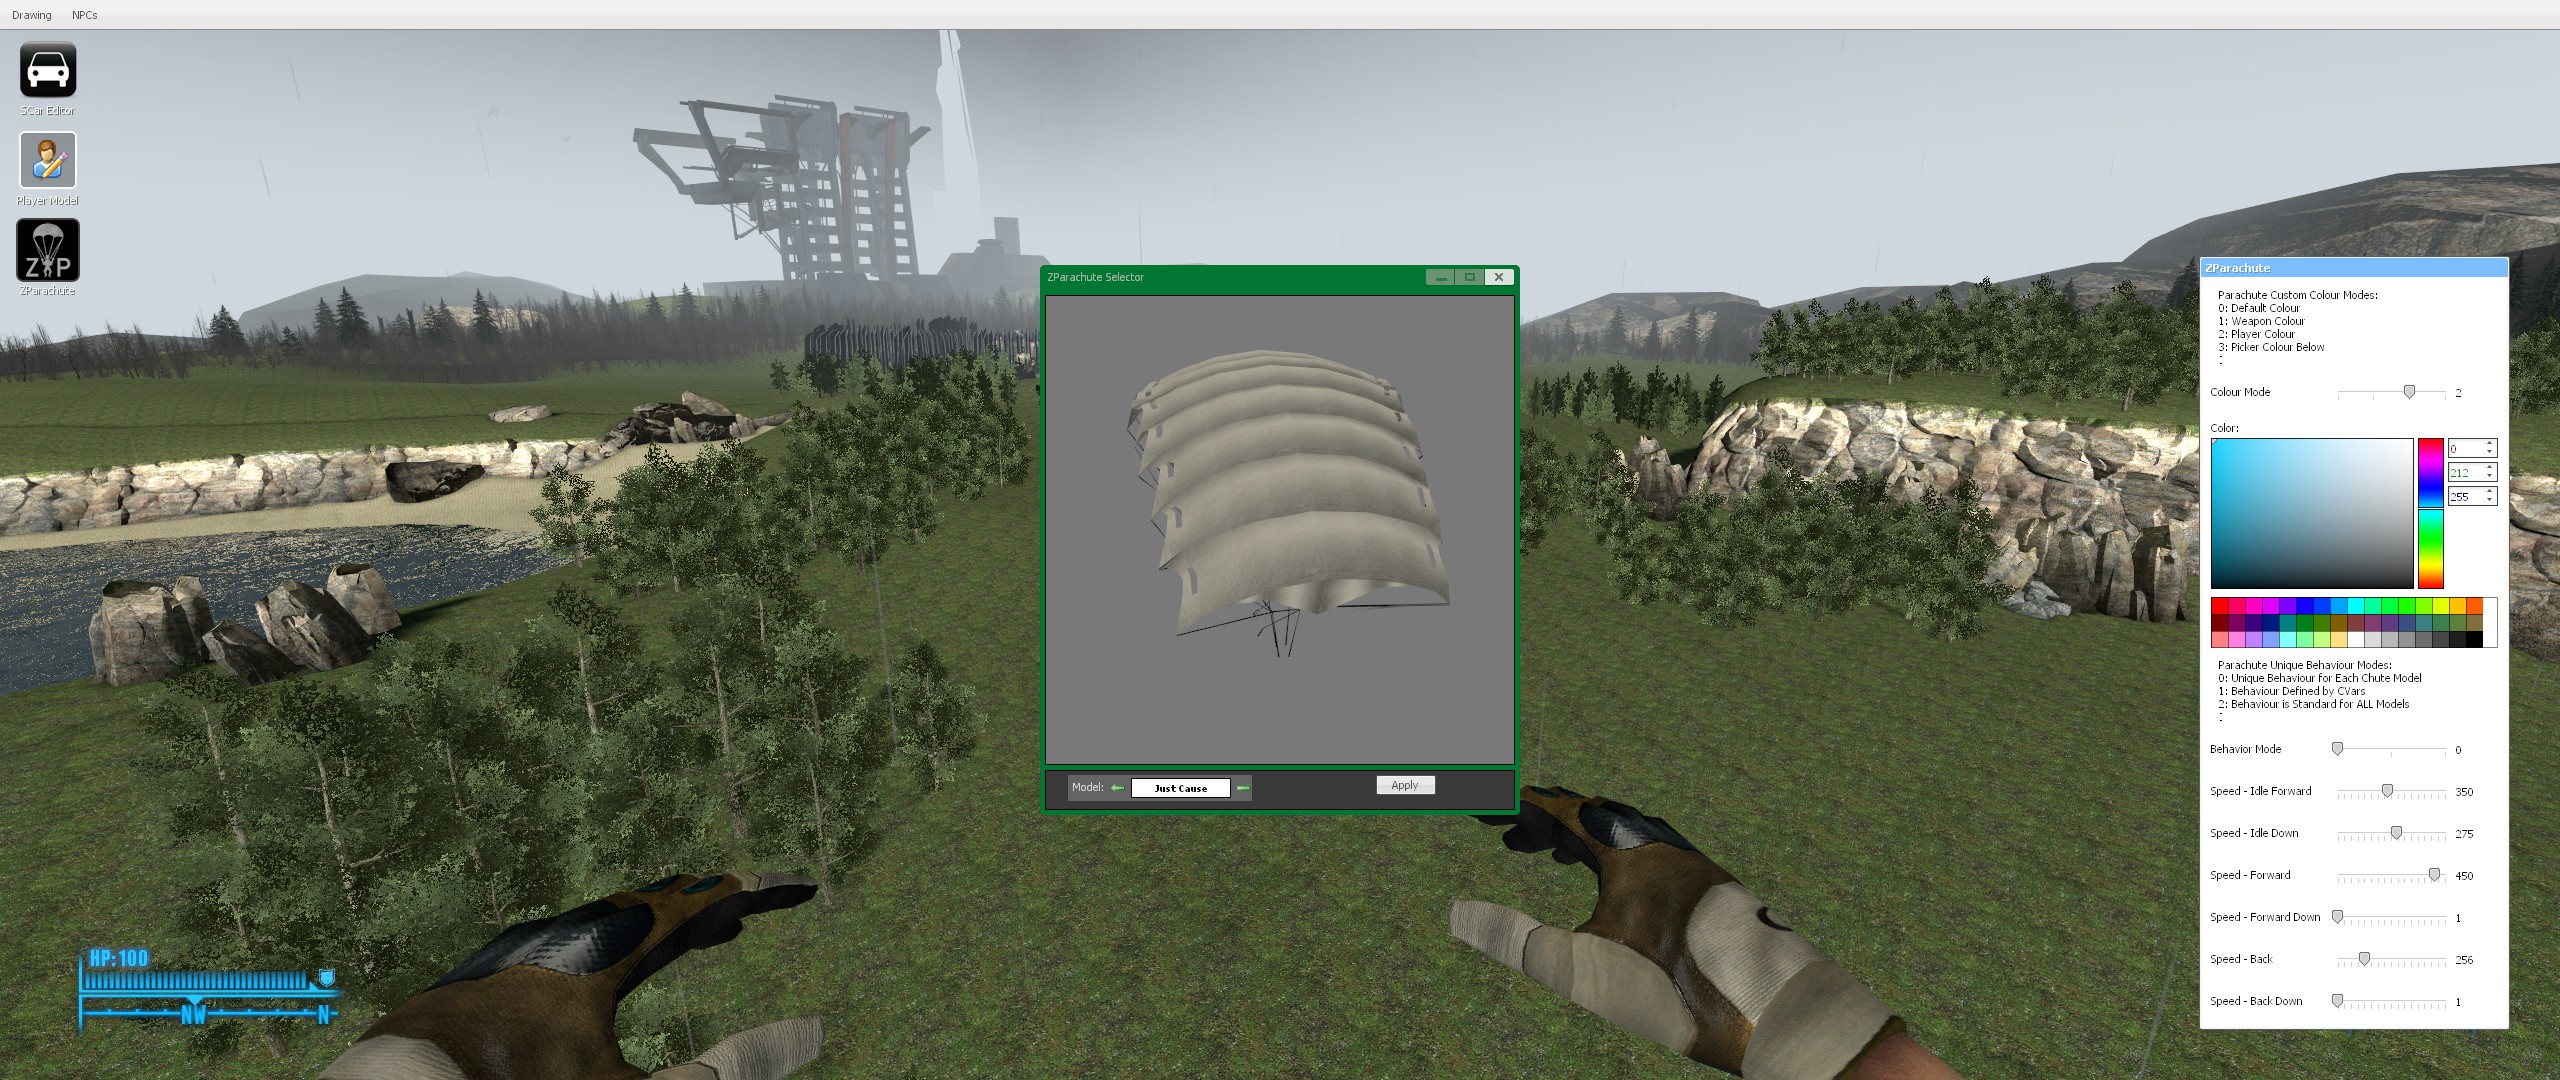 Drawing NPCs
SCar Editor
Player Model
ZP
ZParachute
HP:100
NW N
ZParachute Selector
Model: Just Cause Apply
ZParachute
Parachute Custom Colour Modes:
0: Default Colour
1: Weapon Colour
2: Player Colour
3: Picker Colour Below
:
Colour Mode 2
Color:
0
212
255
Parachute Unique Behaviour Modes:
0: Unique Behaviour for Each Chute Model
1: Behaviour Defined by CVars
2: Behaviour is Standard for ALL Models
:
Behavior Mode 0
Speed - Idle Forward 350
Speed - Idle Down 275
Speed - Forward 450
Speed - Forward Down 1
Speed - Back 256
Speed - Back Down 1